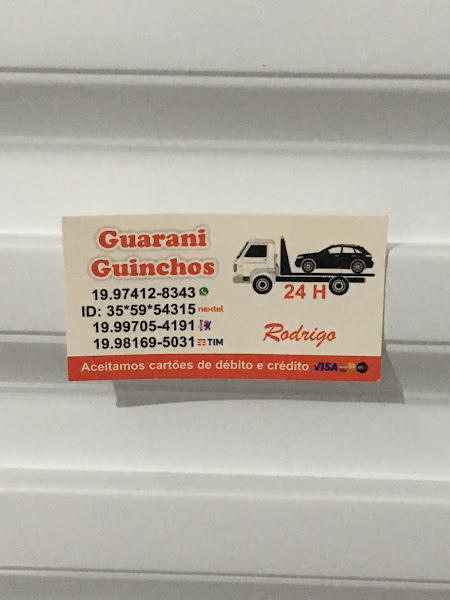 Guarani
Guinchos
19.97412-8343
ID: 35*59*54315 nextel
19.99705-4191
19.98169-5031 TIM
24 H
Rodrigo
Aceitamos cartões de débito e crédito VISA